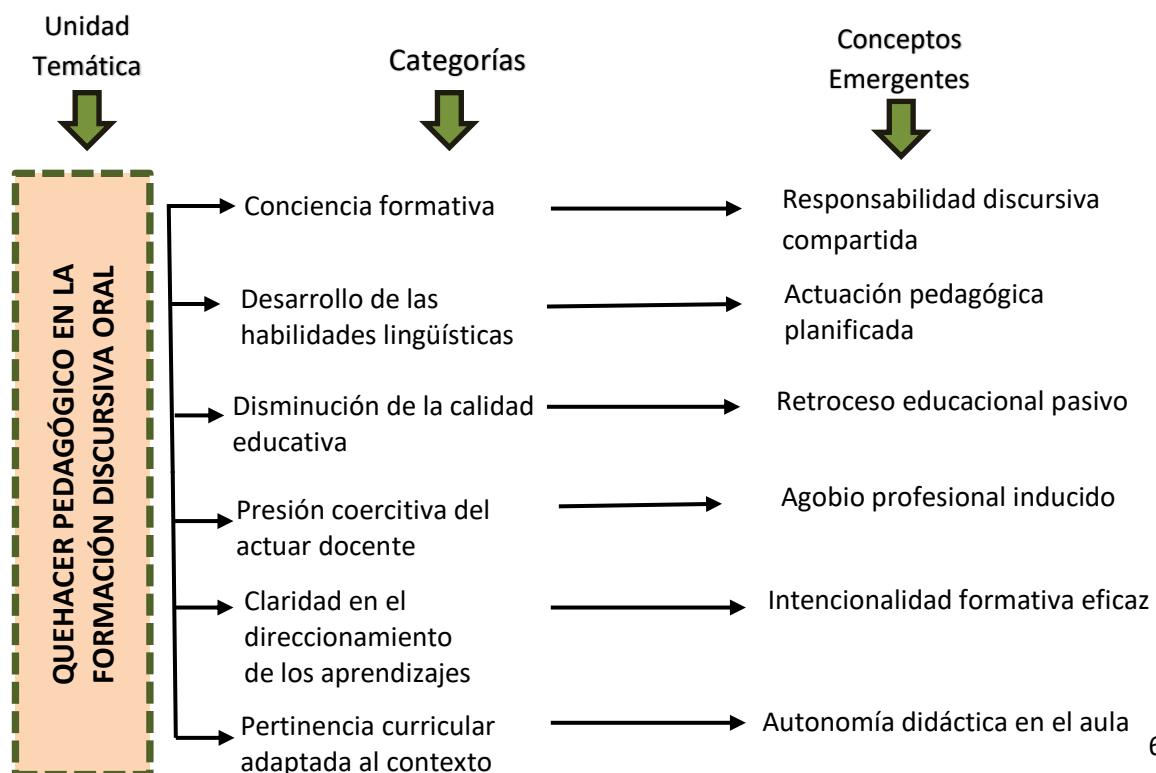 Unidad
Temática
Categorías
Conceptos
Emergentes
QUEHACER PEDAGÓGICO EN LA
FORMACIÓN DISCURSIVA ORAL
Conciencia formativa
Responsabilidad discursiva
compartida
Desarrollo de las
habilidades lingüísticas
Actuación pedagógica
planificada
Disminución de la calidad
educativa
Retroceso educacional pasivo
Presión coercitiva del
actuar docente
Agobio profesional inducido
Claridad en el
direccionamiento
de los aprendizajes
Intencionalidad formativa eficaz
Pertinencia curricular
adaptada al contexto
Autonomía didáctica en el aula